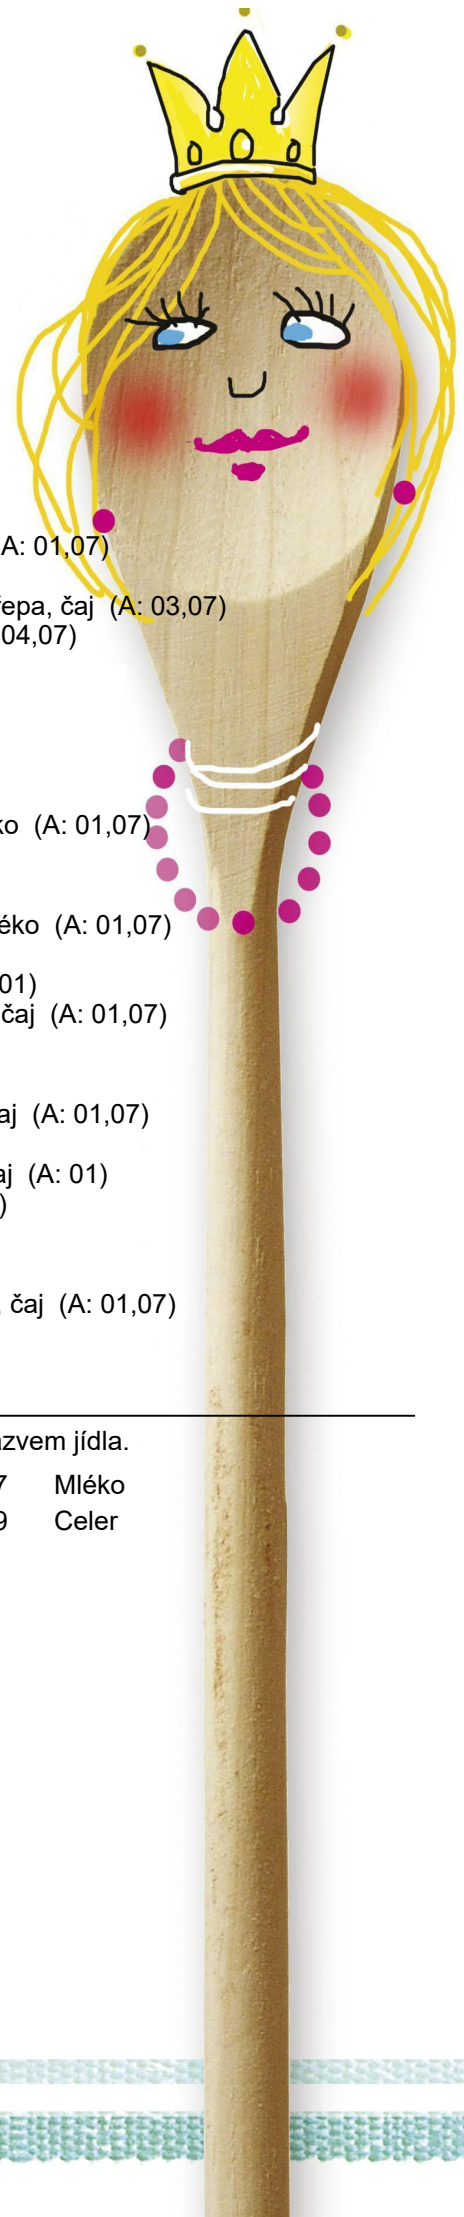 A: 01,07)
řepa, čaj (A: 03,07)
04,07)
ko (A: 01,07)
éko (A: 01,07)
01)
čaj (A: 01,07)
aj (A: 01,07)
aj (A: 01)
)
, čaj (A: 01,07)
azvem jídla.
7 Mléko
9 Celer